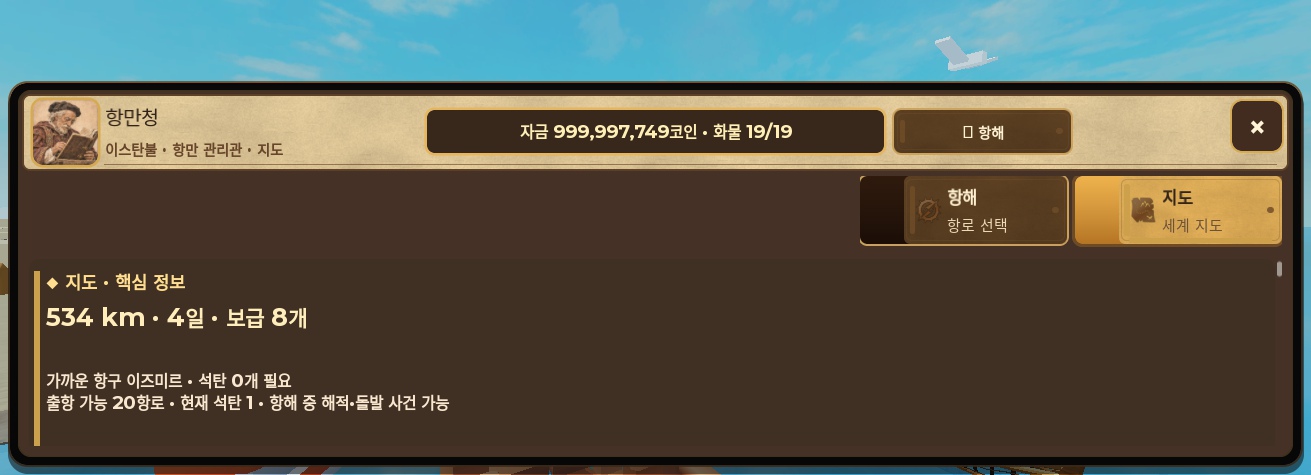 항만청
이스탄불 • 항만 관리관 • 지도
자금 999,997,749코인 • 화물 19/19
▯ 항해
×
항해
항로 선택
지도
세계 지도
◆ 지도 • 핵심 정보
534 km • 4일 • 보급 8개
가까운 항구 이즈미르 • 석탄 0개 필요
출항 가능 20항로 • 현재 석탄 1 • 항해 중 해적•돌발 사건 가능